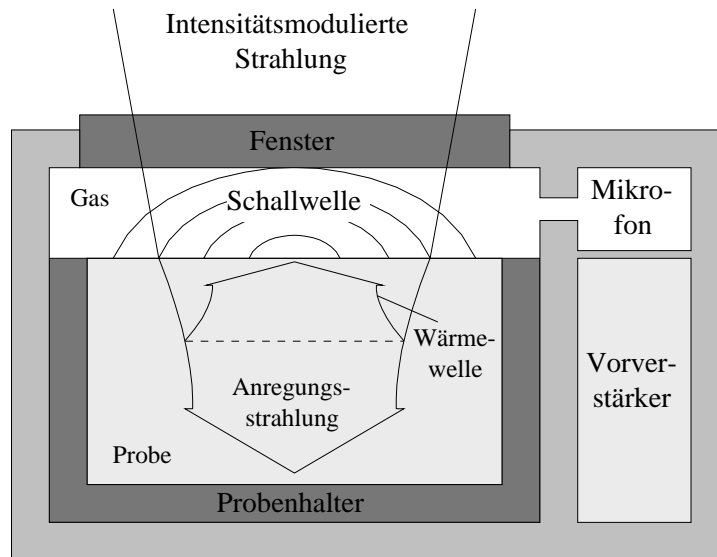 Intensitätsmodulierte
Strahlung
Fenster
Gas
Schallwelle
Mikro-
fon
Wärme-
welle
Vorver-
stärker
Anregungs-
strahlung
Probe
Probenhalter